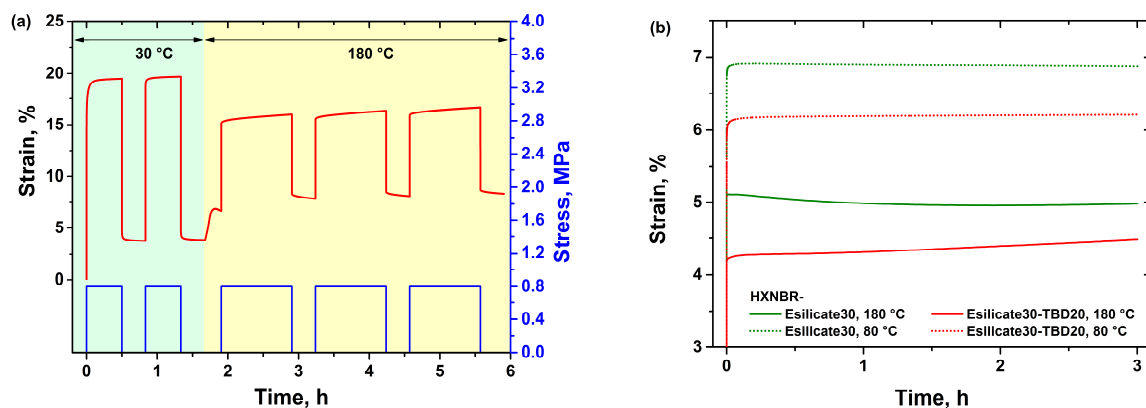 (a)
25
20
15
10
5
0
Strain, %
30 °C
180 °C
4.0
3.6
3.2
2.8
2.4
2.0
1.6
1.2
0.8
0.4
0.0
Stress, MPa
0 1 2 3 4 5 6
Time, h
(b)
7
6
5
4
3
Strain, %
HXNBR-
Esilicate30, 180 °C Esilicate30-TBD20, 180 °C
Esilicate30, 80 °C Esilicate30-TBD20, 80 °C
0 1 2 3
Time, h